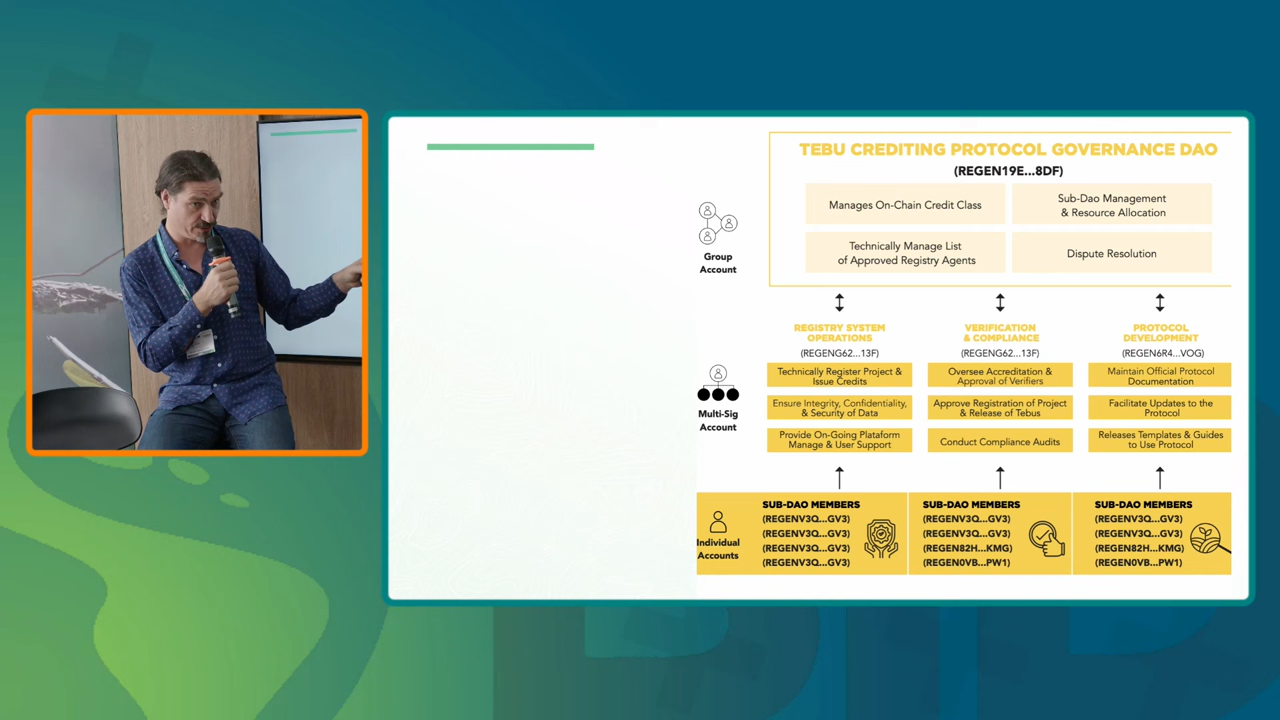 TEBU CREDITING PROTOCOL GOVERNANCE DAO
(REGEN19E...8DF)
Manages On-Chain Credit Class
Sub-Dao Management
& Resource Allocation
Technically Manage List
of Approved Registry Agents
Dispute Resolution
Group
Account
REGISTRY SYSTEM
OPERATIONS
(REGENG62...13F)
Technically Register Project &
Issue Credits
Ensure Integrity, Confidentiality,
& Security of Data
Provide On-Going Plataform
Manage & User Support
VERIFICATION
& COMPLIANCE
(REGENG62...13F)
Oversee Accreditation &
Approval of Verifiers
Approve Registration of Project
& Release of Tebus
Conduct Compliance Audits
PROTOCOL
DEVELOPMENT
(REGEN6R4...VOG)
Maintain Official Protocol
Documentation
Facilitate Updates to the
Protocol
Releases Templates & Guides
to Use Protocol
Multi-Sig
Account
Individual
Accounts
SUB-DAO MEMBERS
(REGENV3Q...GV3)
(REGENV3Q...GV3)
(REGENV3Q...GV3)
(REGENV3Q...GV3)
SUB-DAO MEMBERS
(REGENV3Q...GV3)
(REGENV3Q...GV3)
(REGEN82H...KMG)
(REGEN0VB...PW1)
SUB-DAO MEMBERS
(REGENV3Q...GV3)
(REGENV3Q...GV3)
(REGEN82H...KMG)
(REGEN0VB...PW1)